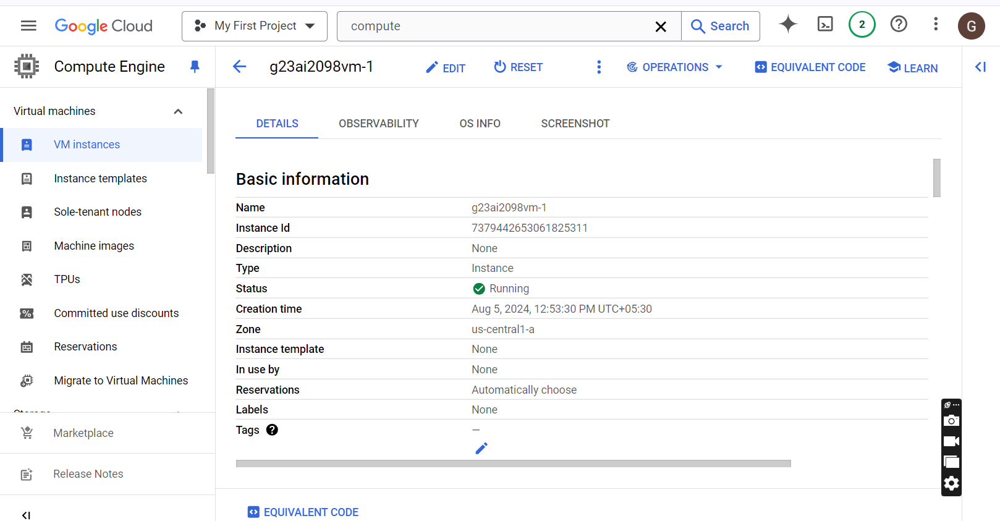 Google Cloud
My First Project
compute
Search
2
G
Compute Engine
g23ai2098vm-1
EDIT
RESET
OPERATIONS
EQUIVALENT CODE
LEARN
Virtual machines
VM instances
Instance templates
Sole-tenant nodes
Machine images
TPUs
Committed use discounts
Reservations
Migrate to Virtual Machines
Storage
Marketplace
Release Notes
DETAILS
OBSERVABILITY
OS INFO
SCREENSHOT
Basic information
Name g23ai2098vm-1
Instance Id 7379442653061825311
Description None
Type Instance
Status Running
Creation time Aug 5, 2024, 12:53:30 PM UTC+05:30
Zone us-central1-a
Instance template None
In use by None
Reservations Automatically choose
Labels None
Tags —
EQUIVALENT CODE